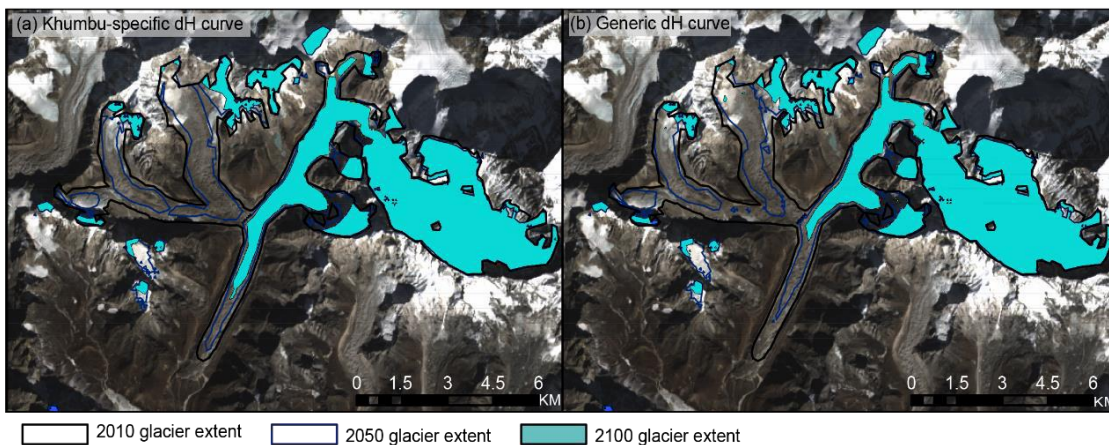 (a) Khumbu-specific dH curve
(b) Generic dH curve
0 1.5 3 4.5 6
KM
0 1.5 3 4.5 6
KM
2010 glacier extent
2050 glacier extent
2100 glacier extent